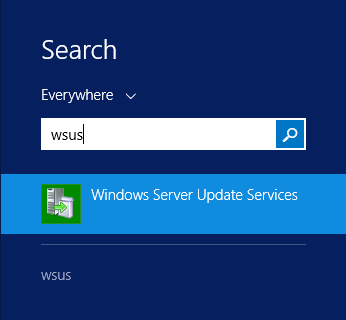 Search
Everywhere
wsus
Windows Server Update Services
wsus